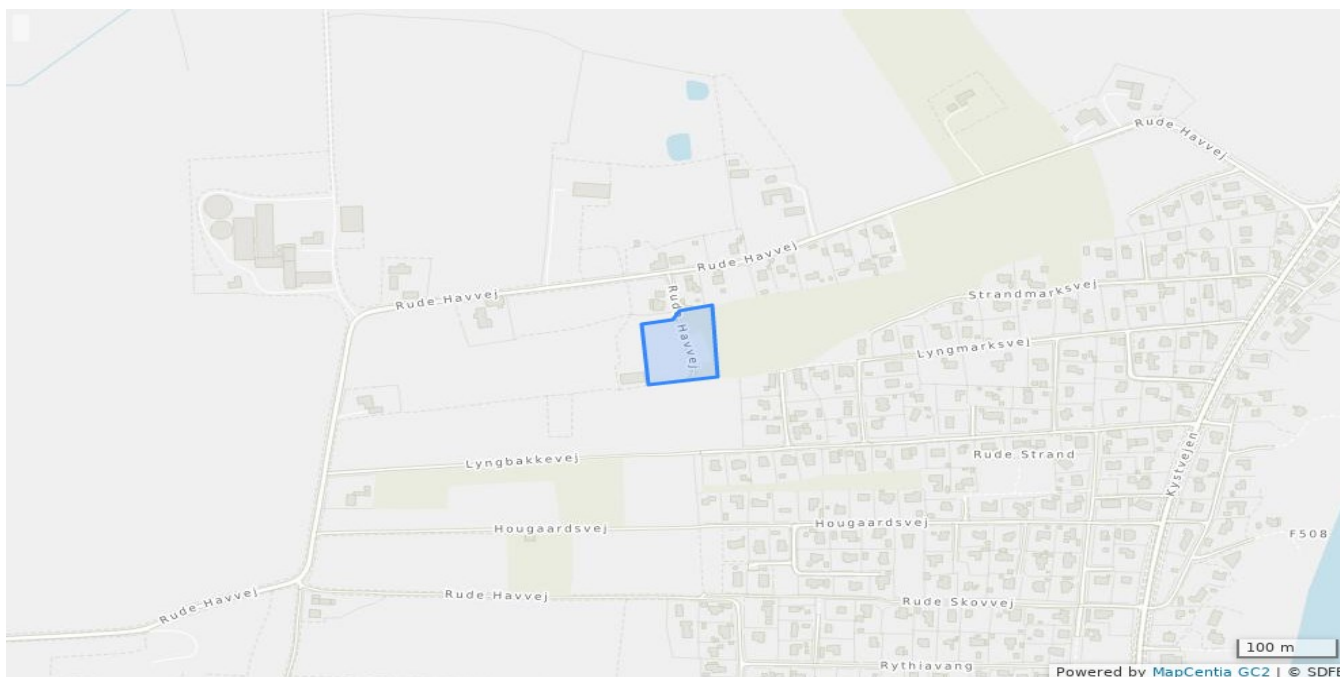 Rude Havvej
Rude Havvej
Rude Havvej
Rude Havvej
Strandmarksvej
Lyngmarksvej
Lyngbakkevej
Rude Strand
Kystvejen
Hougaardsvej
Hougaardsvej
F508
Rude Havvej
Rude Havvej
Rude Skovvej
Rythiavang
100 m
Powered by MapCentia GC2 | © SDFE